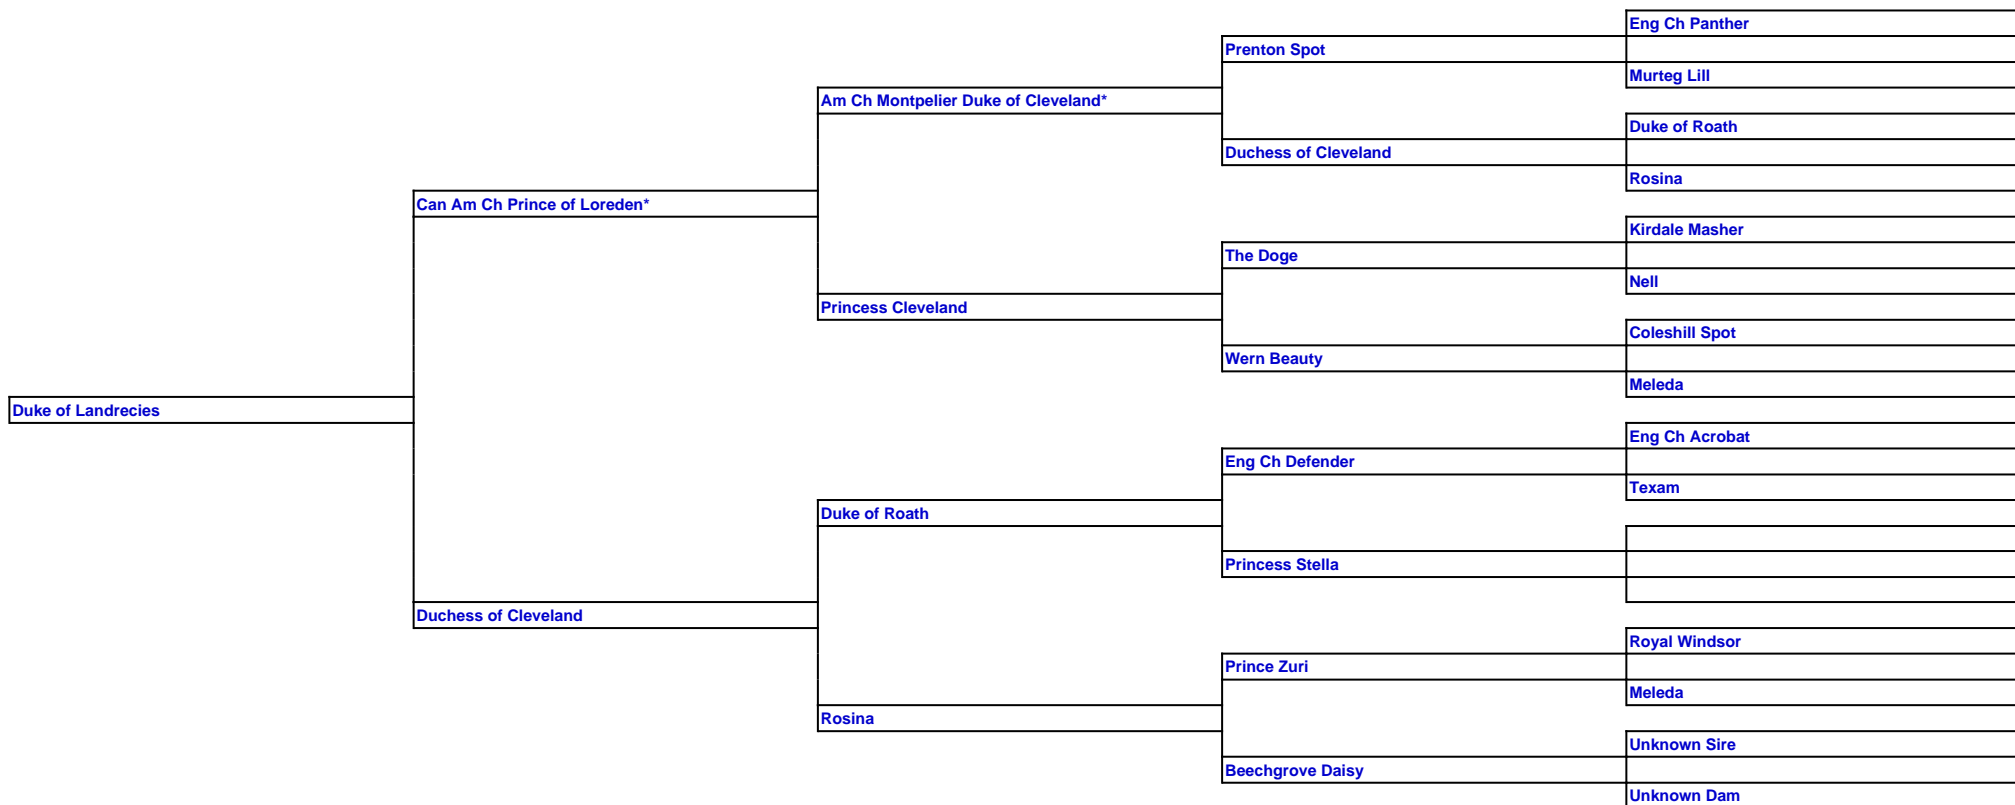 Eng Ch Panther
Prenton Spot
Murteg Lill
Am Ch Montpelier Duke of Cleveland*
Duke of Roath
Duchess of Cleveland
Rosina
Can Am Ch Prince of Loreden*
Kirdale Masher
The Doge
Nell
Princess Cleveland
Coleshill Spot
Wern Beauty
Meleda
Duke of Landrecies
Eng Ch Acrobat
Eng Ch Defender
Texam
Duke of Roath
Princess Stella
Duchess of Cleveland
Royal Windsor
Prince Zuri
Meleda
Rosina
Unknown Sire
Beechgrove Daisy
Unknown Dam